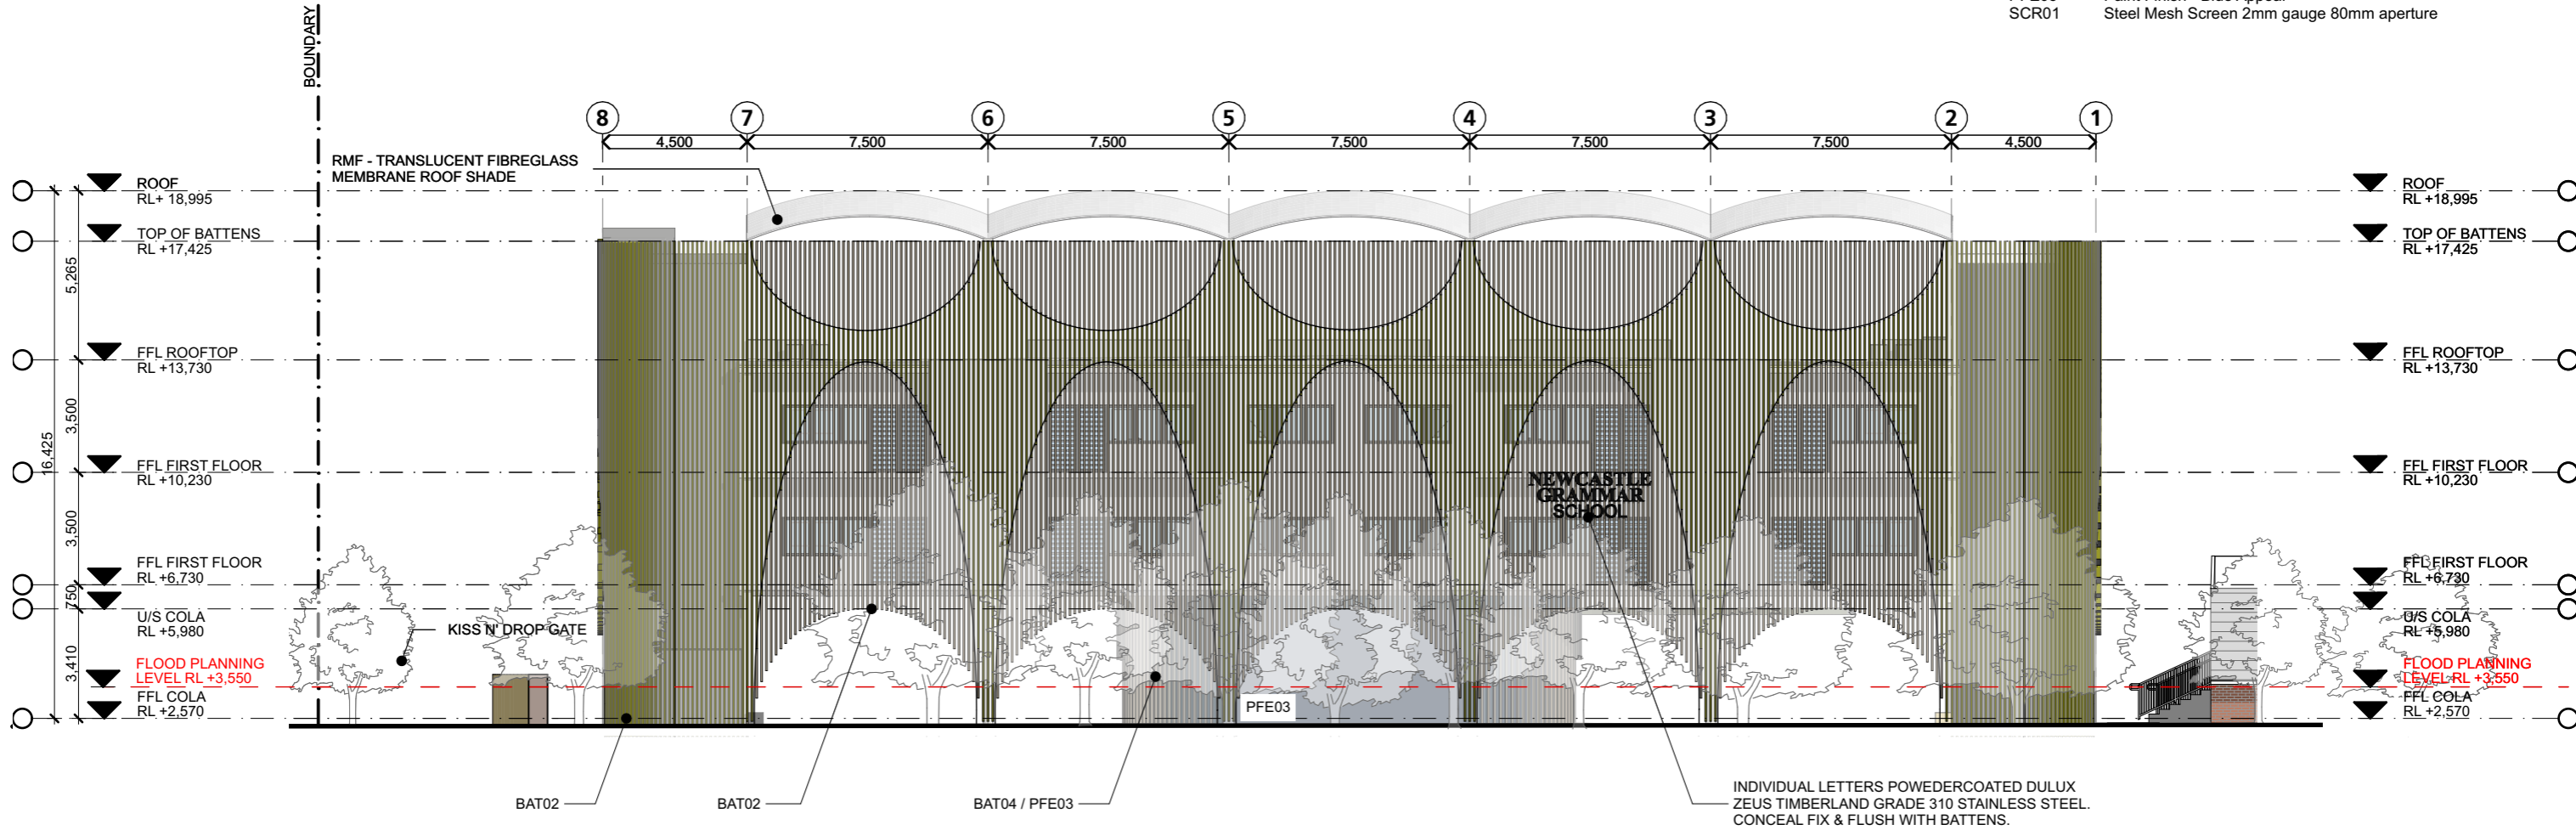 SCR01 Steel Mesh Screen 2mm gauge 80mm aperture
BOUNDARY
8 7 6 5 4 3 2 1
4,500 7,500 7,500 7,500 7,500 7,500 4,500
RMF - TRANSLUCENT FIBREGLASS
MEMBRANE ROOF SHADE
ROOF
RL+ 18,995
TOP OF BATTENS
RL +17,425
FFL ROOFTOP
RL +13,730
FFL FIRST FLOOR
RL +10,230
FFL FIRST FLOOR
RL +6,730
U/S COLA
RL +5,980
FLOOD PLANNING
LEVEL RL +3,550
FFL COLA
RL +2,570
16,425
5,265
3,500
3,500
750
3,410
KISS N' DROP GATE
NEWCASTLE
GRAMMAR
SCHOOL
PFE03
ROOF
RL +18,995
TOP OF BATTENS
RL +17,425
FFL ROOFTOP
RL +13,730
FFL FIRST FLOOR
RL +10,230
FFL FIRST FLOOR
RL +6,730
U/S COLA
RL +5,980
FLOOD PLANNING
LEVEL RL +3,550
FFL COLA
RL +2,570
BAT02
BAT02
BAT04 / PFE03
INDIVIDUAL LETTERS POWEDERCOATED DULUX
ZEUS TIMBERLAND GRADE 310 STAINLESS STEEL.
CONCEAL FIX & FLUSH WITH BATTENS.